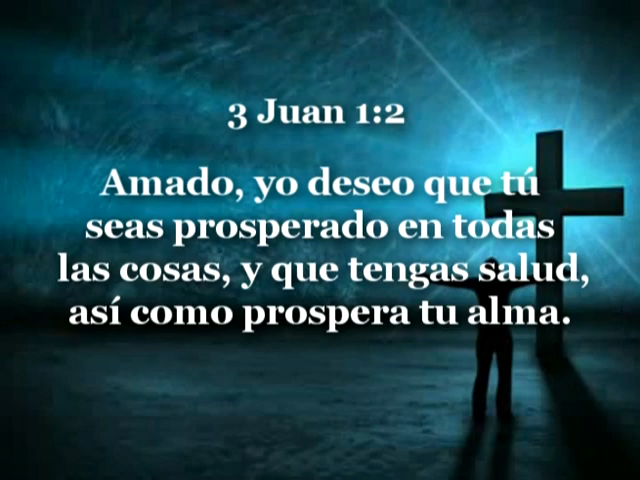 3 Juan 1:2
Amado, yo deseo que tú
seas prosperado en todas
las cosas, y que tengas salud,
así como prospera tu alma.